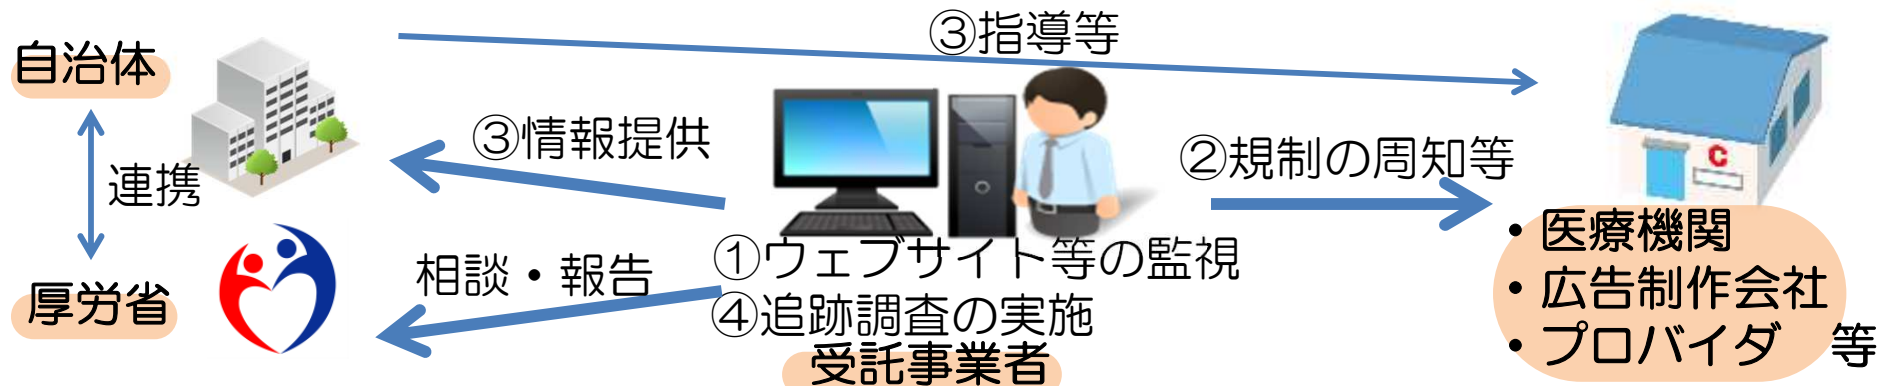 ③指導等
自治体
③情報提供
②規制の周知等
連携
・医療機関
・広告制作会社
・プロバイダ 等
①ウェブサイト等の監視
相談・報告
厚労省
④追跡調査の実施
受託事業者
C